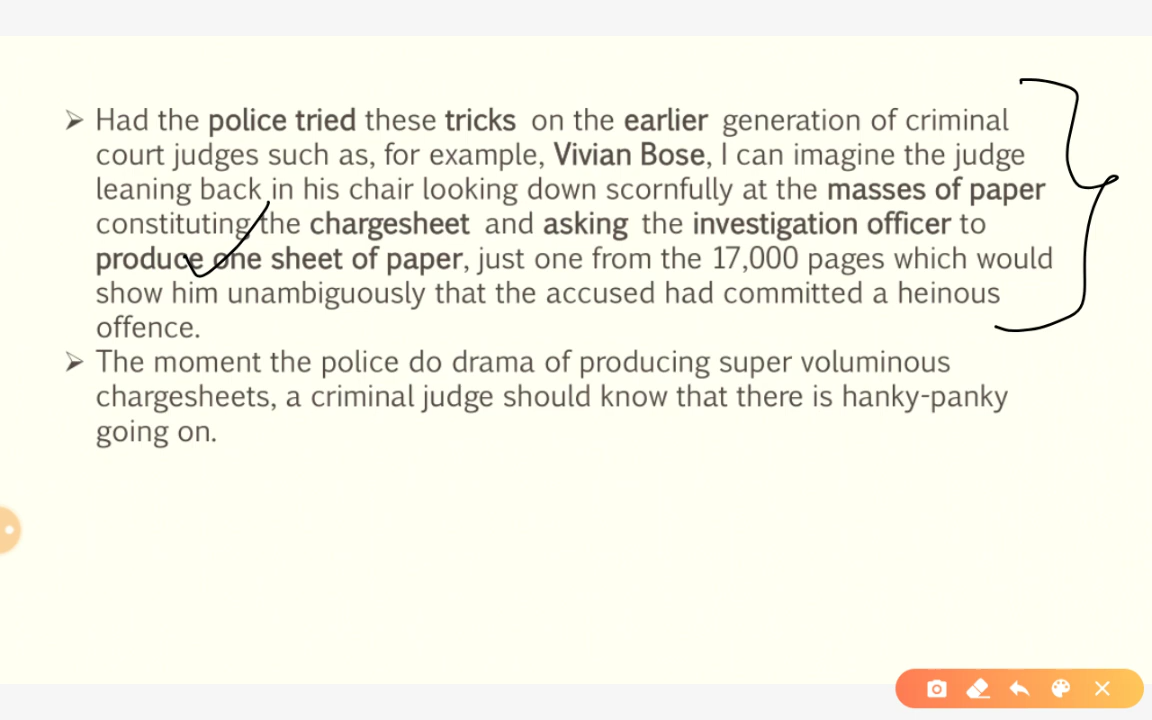 Had the police tried these tricks on the earlier generation of criminal
court judges such as, for example, Vivian Bose, I can imagine the judge
leaning back in his chair looking down scornfully at the masses of paper
constituting the chargesheet and asking the investigation officer to
produce one sheet of paper, just one from the 17,000 pages which would
show him unambiguously that the accused had committed a heinous
offence.
The moment the police do drama of producing super voluminous
chargesheets, a criminal judge should know that there is hanky-panky
going on.